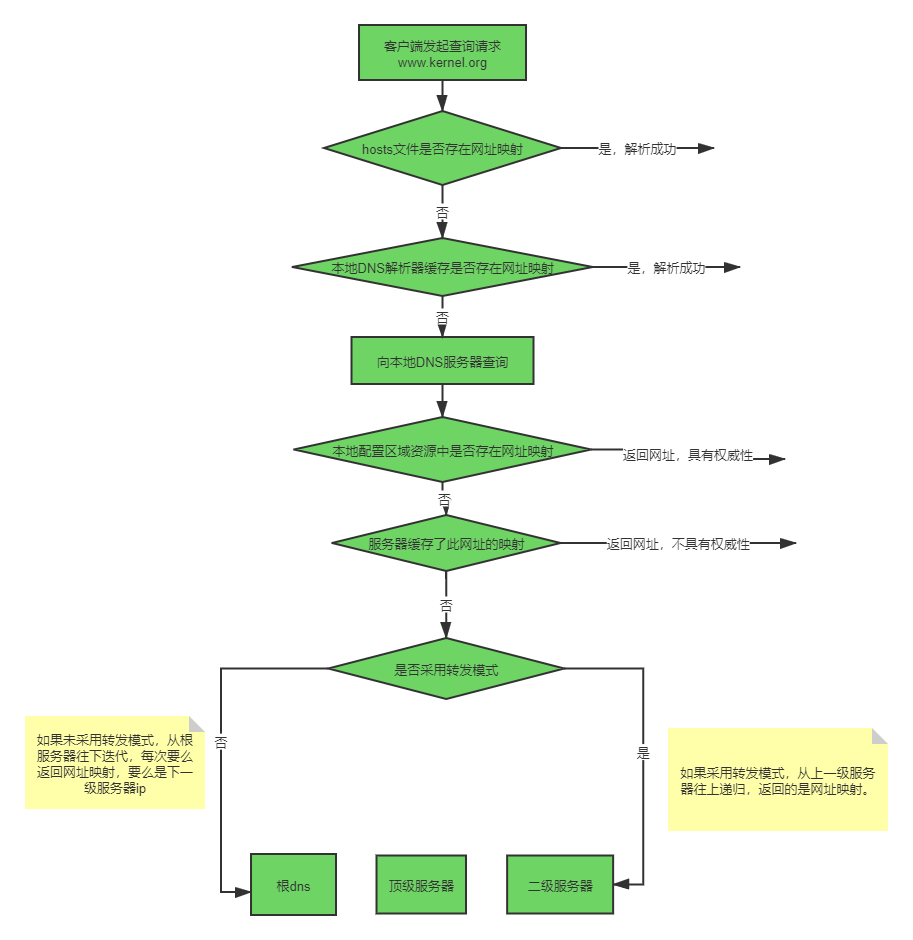 客户端发起查询请求
www.kernel.org
hosts文件是否存在网址映射
是，解析成功
否
本地DNS解析器缓存是否存在网址映射
是，解析成功
否
向本地DNS服务器查询
本地配置区域资源中是否存在网址映射
返回网址，具有权威性
否
服务器缓存了此网址的映射
返回网址，不具有权威性
否
是否采用转发模式
否
是
如果未采用转发模式，从根
服务器往下迭代，每次要么
返回网址映射，要么是下一
级服务器ip
如果采用转发模式，从上一级服务
器往上递归，返回的是网址映射。
根dns
顶级服务器
二级服务器